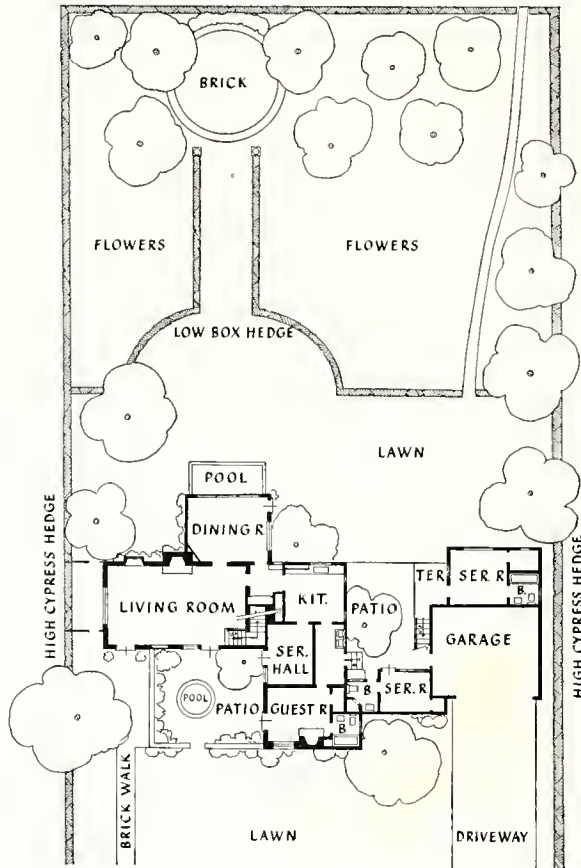 BRICK
FLOWERS
FLOWERS
LOW BOX HEDGE
LAWN
POOL
DINING R.
HIGH CYPRESS HEDGE
HIGH CYPRESS HEDGE
LIVING ROOM
KIT.
PATIO
TER.
SER. R
B.
GARAGE
SER.
HALL
POOL
PATIO
GUEST R
B
SER. R
B
BRICK WALK
LAWN
DRIVEWAY